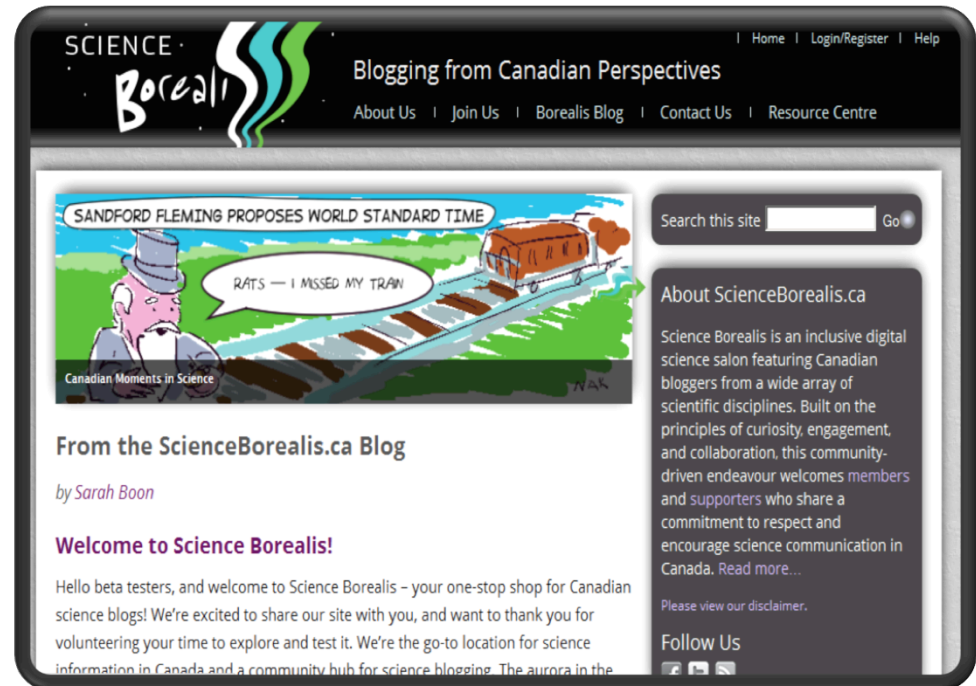 SCIENCE
Borealis
| Home | Login/Register | Help
Blogging from Canadian Perspectives
About Us | Join Us | Borealis Blog | Contact Us | Resource Centre
SANDFORD FLEMING PROPOSES WORLD STANDARD TIME
RATS — I MISSED MY TRAIN
NAK
Canadian Moments in Science
From the ScienceBorealis.ca Blog
by Sarah Boon
Welcome to Science Borealis!
Hello beta testers, and welcome to Science Borealis – your one-stop shop for Canadian
science blogs! We're excited to share our site with you, and want to thank you for
volunteering your time to explore and test it. We're the go-to location for science
information in Canada and a community hub for science blogging. The aurora in the
Search this site Go
About ScienceBorealis.ca
Science Borealis is an inclusive digital
science salon featuring Canadian
bloggers from a wide array of
scientific disciplines. Built on the
principles of curiosity, engagement,
and collaboration, this community-
driven endeavour welcomes members
and supporters who share a
commitment to respect and
encourage science communication in
Canada. Read more...
Please view our disclaimer.
Follow Us